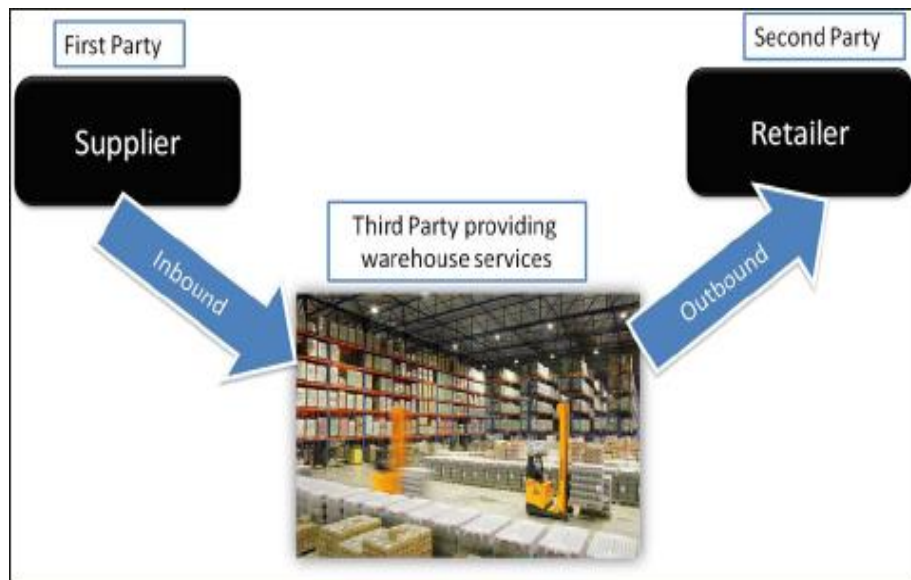 First Party
Second Party
Supplier
Retailer
Third Party providing
warehouse services
Inbound
Outbound